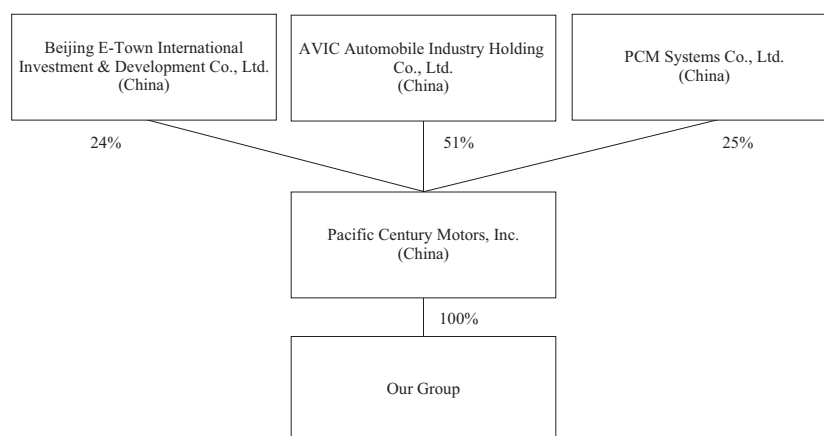 Beijing E-Town International
Investment & Development Co., Ltd.
(China)
AVIC Automobile Industry Holding
Co., Ltd.
(China)
PCM Systems Co., Ltd.
(China)
24%
51%
25%
Pacific Century Motors, Inc.
(China)
100%
Our Group